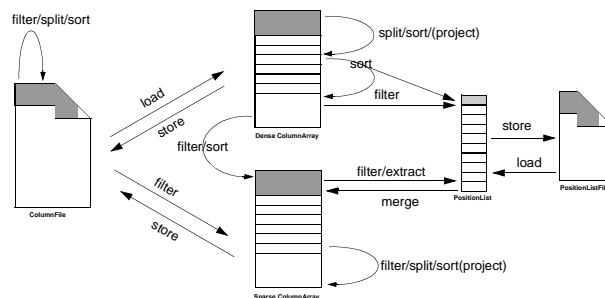 filter/split/sort
split/sort/(project)
sort
load
store
filter
Dense ColumnArray
filter/sort
store
load
filter/extract
merge
PositionList
PositionListFil
ColumnFile
filter
store
filter/split/sort(project)
Sparse ColumnArray